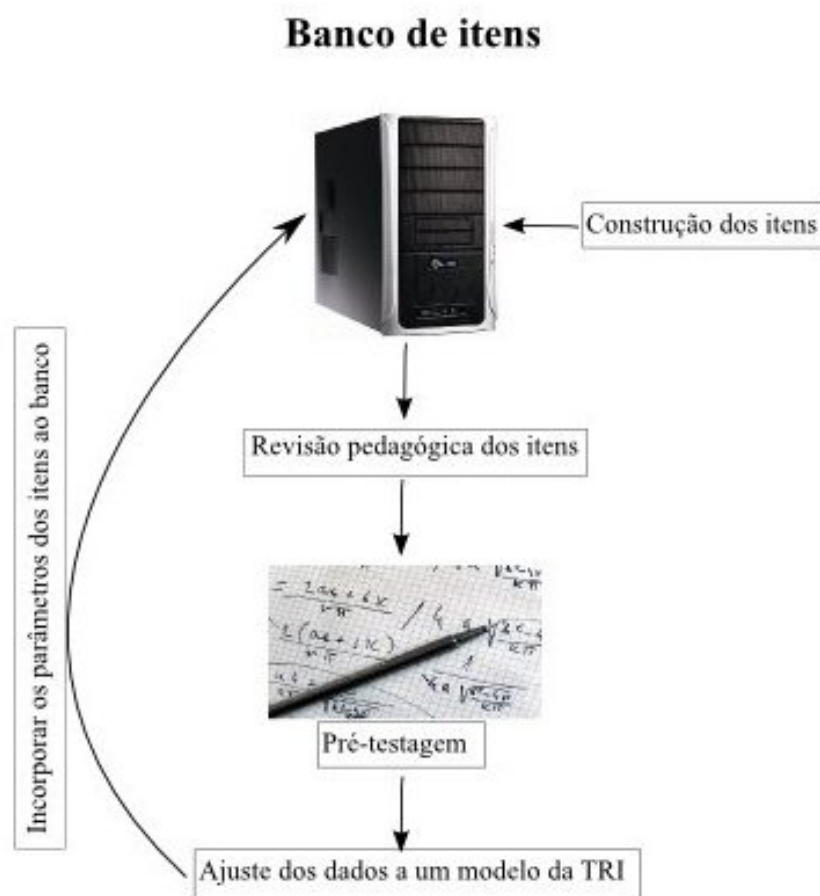 Banco de itens
Construção dos itens
Revisão pedagógica dos itens
Pré-testagem
Ajuste dos dados a um modelo da TRI
Incorporar os parâmetros dos itens ao banco